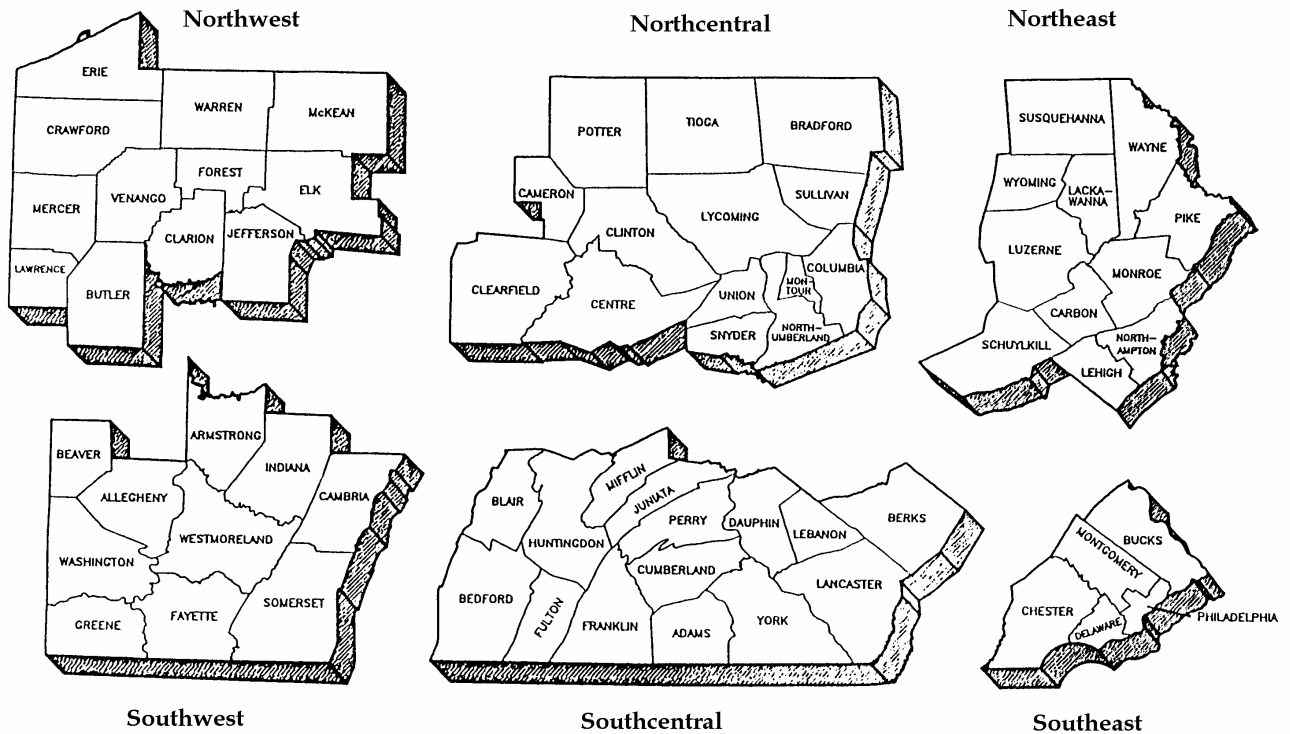 Northwest
ERIE
WARREN
McKEAN
CRAWFORD
FOREST
ELK
VENANGO
MERCER
JEFFERSON
CLARION
LAWRENCE
BUTLER
Northcentral
POTTER
TIOGA
BRADFORD
CAMERON
SULLIVAN
LYCOMING
CLINTON
COLUMBIA
MON-
TOUR
CLEARFIELD
CENTRE
UNION
SNYDER
NORTH-
UMBERLAND
Northeast
SUSQUEHANNA
WAYNE
WYOMING
LACKA-
WANNA
PIKE
LUZERNE
MONROE
CARBON
SCHUYLKILL
NORTH-
AMPTON
LEHIGH
ARMSTRONG
BEAVER
INDIANA
ALLEGHENY
CAMBRIA
WESTMORELAND
WASHINGTON
SOMERSET
FAYETTE
GREENE
Southwest
MIFFLIN
BLAIR
JUNIATA
PERRY
DAUPHIN
BERKS
LEBANON
HUNTINGDON
CUMBERLAND
LANCASTER
BEDFORD
FULTON
FRANKLIN
ADAMS
YORK
Southcentral
BUCKS
MONTGOMERY
CHESTER
DELAWARE
PHILADELPHIA
Southeast